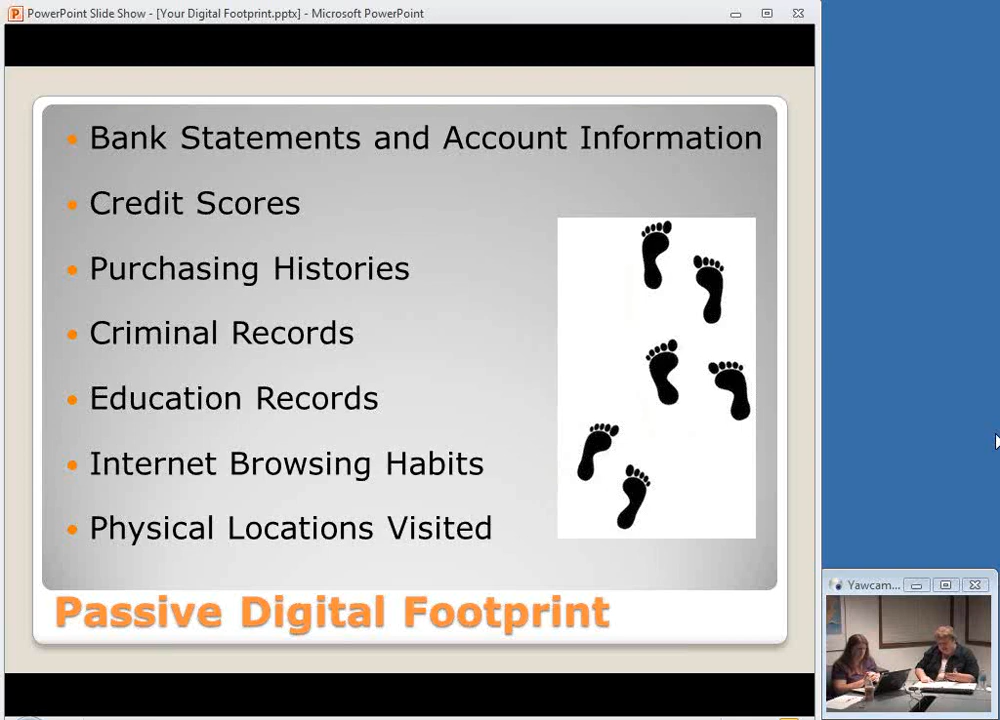 PowerPoint Slide Show - [Your Digital Footprint.pptx] - Microsoft PowerPoint
Bank Statements and Account Information
Credit Scores
Purchasing Histories
Criminal Records
Education Records
Internet Browsing Habits
Physical Locations Visited
Passive Digital Footprint
Yawcam...